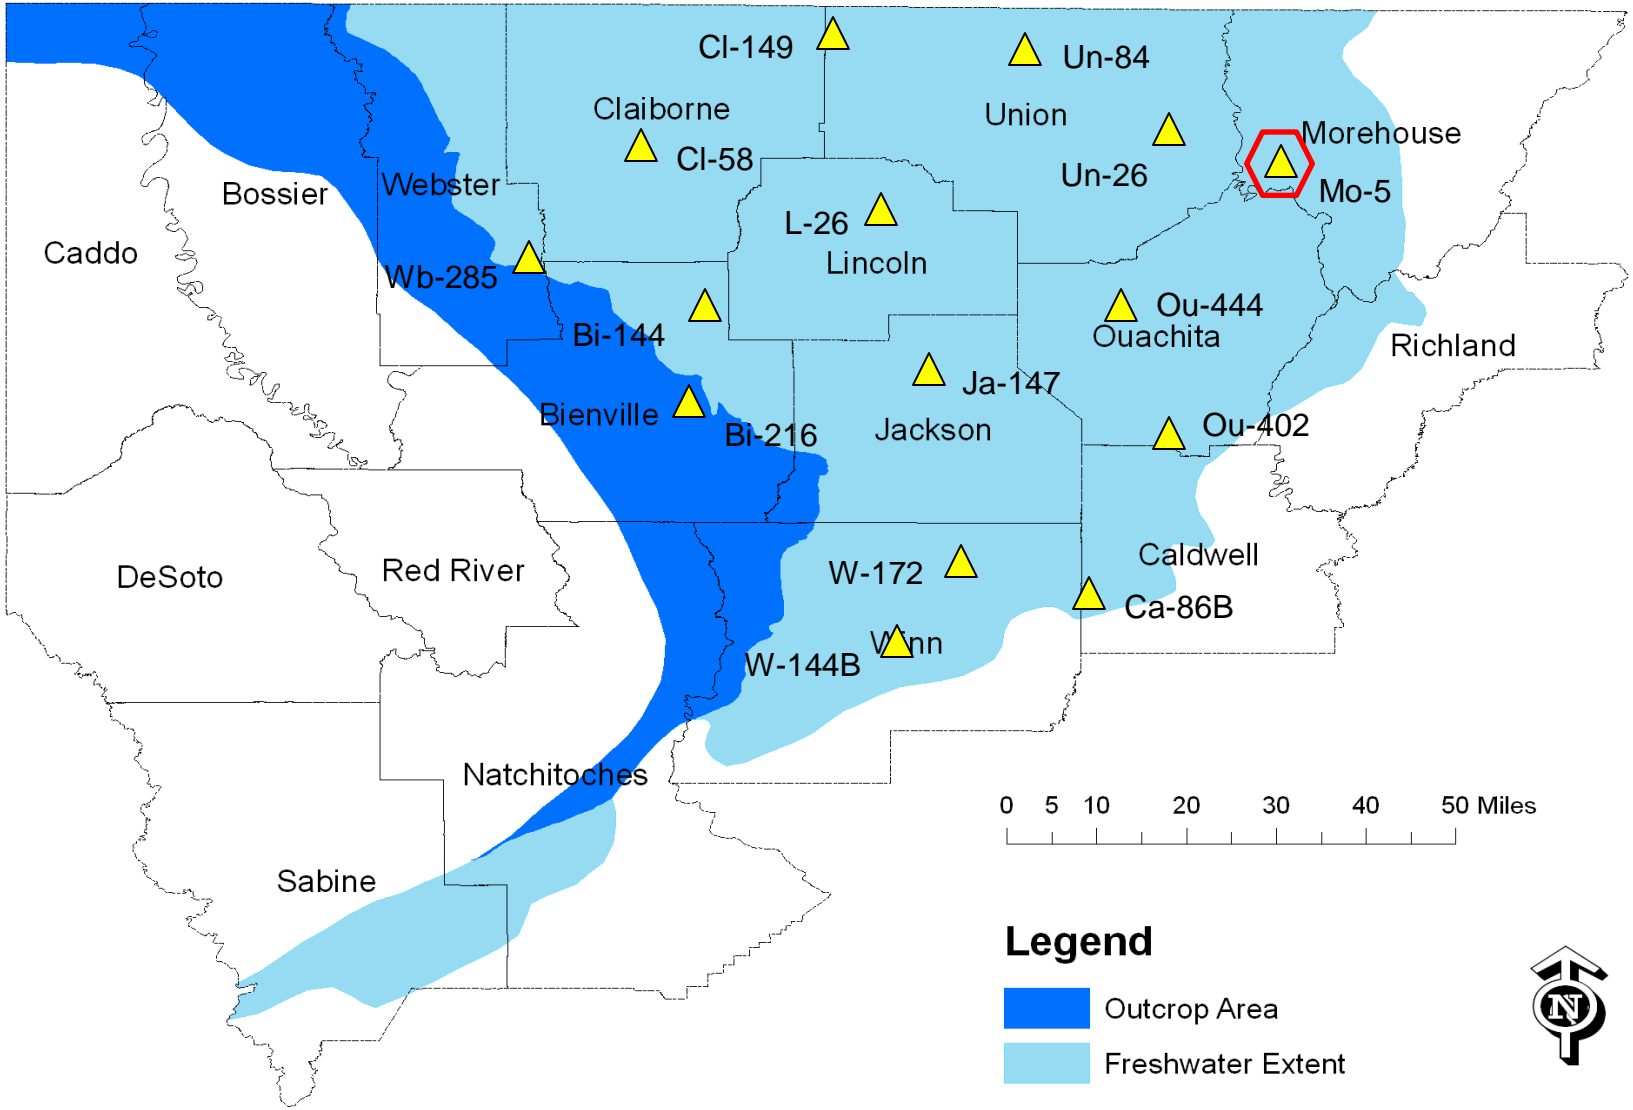 Cl-149
Un-84
Claiborne
Union
Morehouse
Cl-58
Un-26
Mo-5
Webster
Bossier
L-26
Caddo
Lincoln
Wb-285
Ou-444
Bi-144
Ouachita
Richland
Ja-147
Bienville
Jackson
Bi-216
Ou-402
Caldwell
DeSoto
Red River
W-172
Ca-86B
Winn
W-144B
Natchitoches
0 5 10 20 30 40 50 Miles
Sabine
Legend
N
Outcrop Area
Freshwater Extent